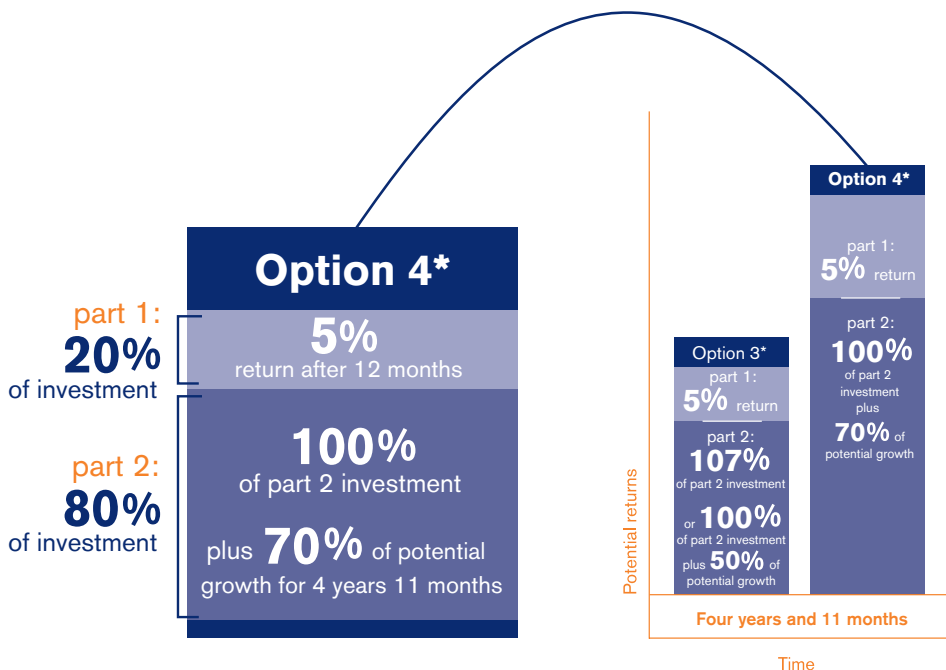 Option 4*
part 1:
20%
of investment
5%
return after 12 months
part 2:
80%
of investment
100%
of part 2 investment
plus 70% of potential
growth for 4 years 11 months
Potential returns
Option 3*
part 1:
5% return
part 2:
107%
of part 2 investment
or 100%
of part 2 investment
plus 50% of
potential growth
Option 4*
part 1:
5% return
part 2:
100%
of part 2
investment
plus
70% of
potential growth
Four years and 11 months
Time